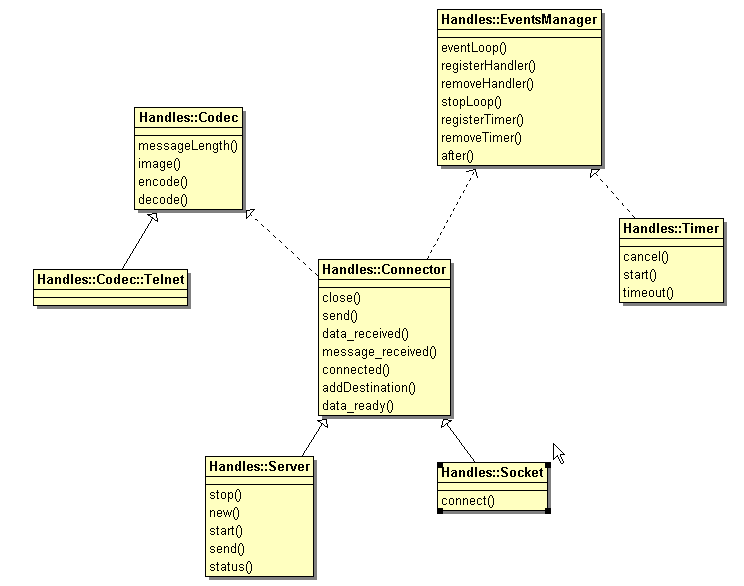 Handles::EventsManager
eventLoop()
registerHandler()
removeHandler()
stopLoop()
registerTimer()
removeTimer()
after()
Handles::Codec
messageLength()
image()
encode()
decode()
Handles::Timer
cancel()
start()
timeout()
Handles::Codec::Telnet
Handles::Connector
close()
send()
data_received()
message_received()
connected()
addDestination()
data_ready()
Handles::Server
stop()
new()
start()
send()
status()
Handles::Socket
connect()